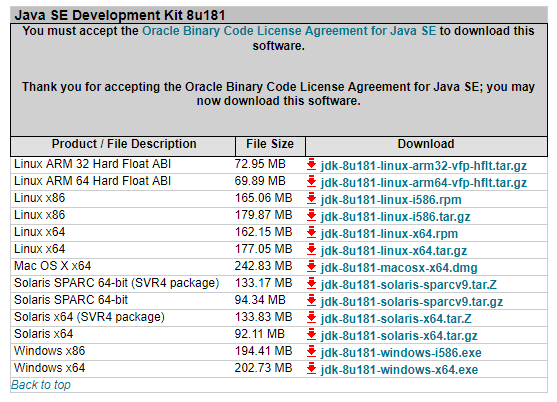 Java SE Development Kit 8u181
You must accept the Oracle Binary Code License Agreement for Java SE to download this
software.
Thank you for accepting the Oracle Binary Code License Agreement for Java SE; you may
now download this software.
Product / File Description File Size Download
Linux ARM 32 Hard Float ABI 72.95 MB jdk-8u181-linux-arm32-vfp-hflt.tar.gz
Linux ARM 64 Hard Float ABI 69.89 MB jdk-8u181-linux-arm64-vfp-hflt.tar.gz
Linux x86 165.06 MB jdk-8u181-linux-i586.rpm
Linux x86 179.87 MB jdk-8u181-linux-i586.tar.gz
Linux x64 162.15 MB jdk-8u181-linux-x64.rpm
Linux x64 177.05 MB jdk-8u181-linux-x64.tar.gz
Mac OS X x64 242.83 MB jdk-8u181-macosx-x64.dmg
Solaris SPARC 64-bit (SVR4 package) 133.17 MB jdk-8u181-solaris-sparcv9.tar.Z
Solaris SPARC 64-bit 94.34 MB jdk-8u181-solaris-sparcv9.tar.gz
Solaris x64 (SVR4 package) 133.83 MB jdk-8u181-solaris-x64.tar.Z
Solaris x64 92.11 MB jdk-8u181-solaris-x64.tar.gz
Windows x86 194.41 MB jdk-8u181-windows-i586.exe
Windows x64 202.73 MB jdk-8u181-windows-x64.exe
Back to top